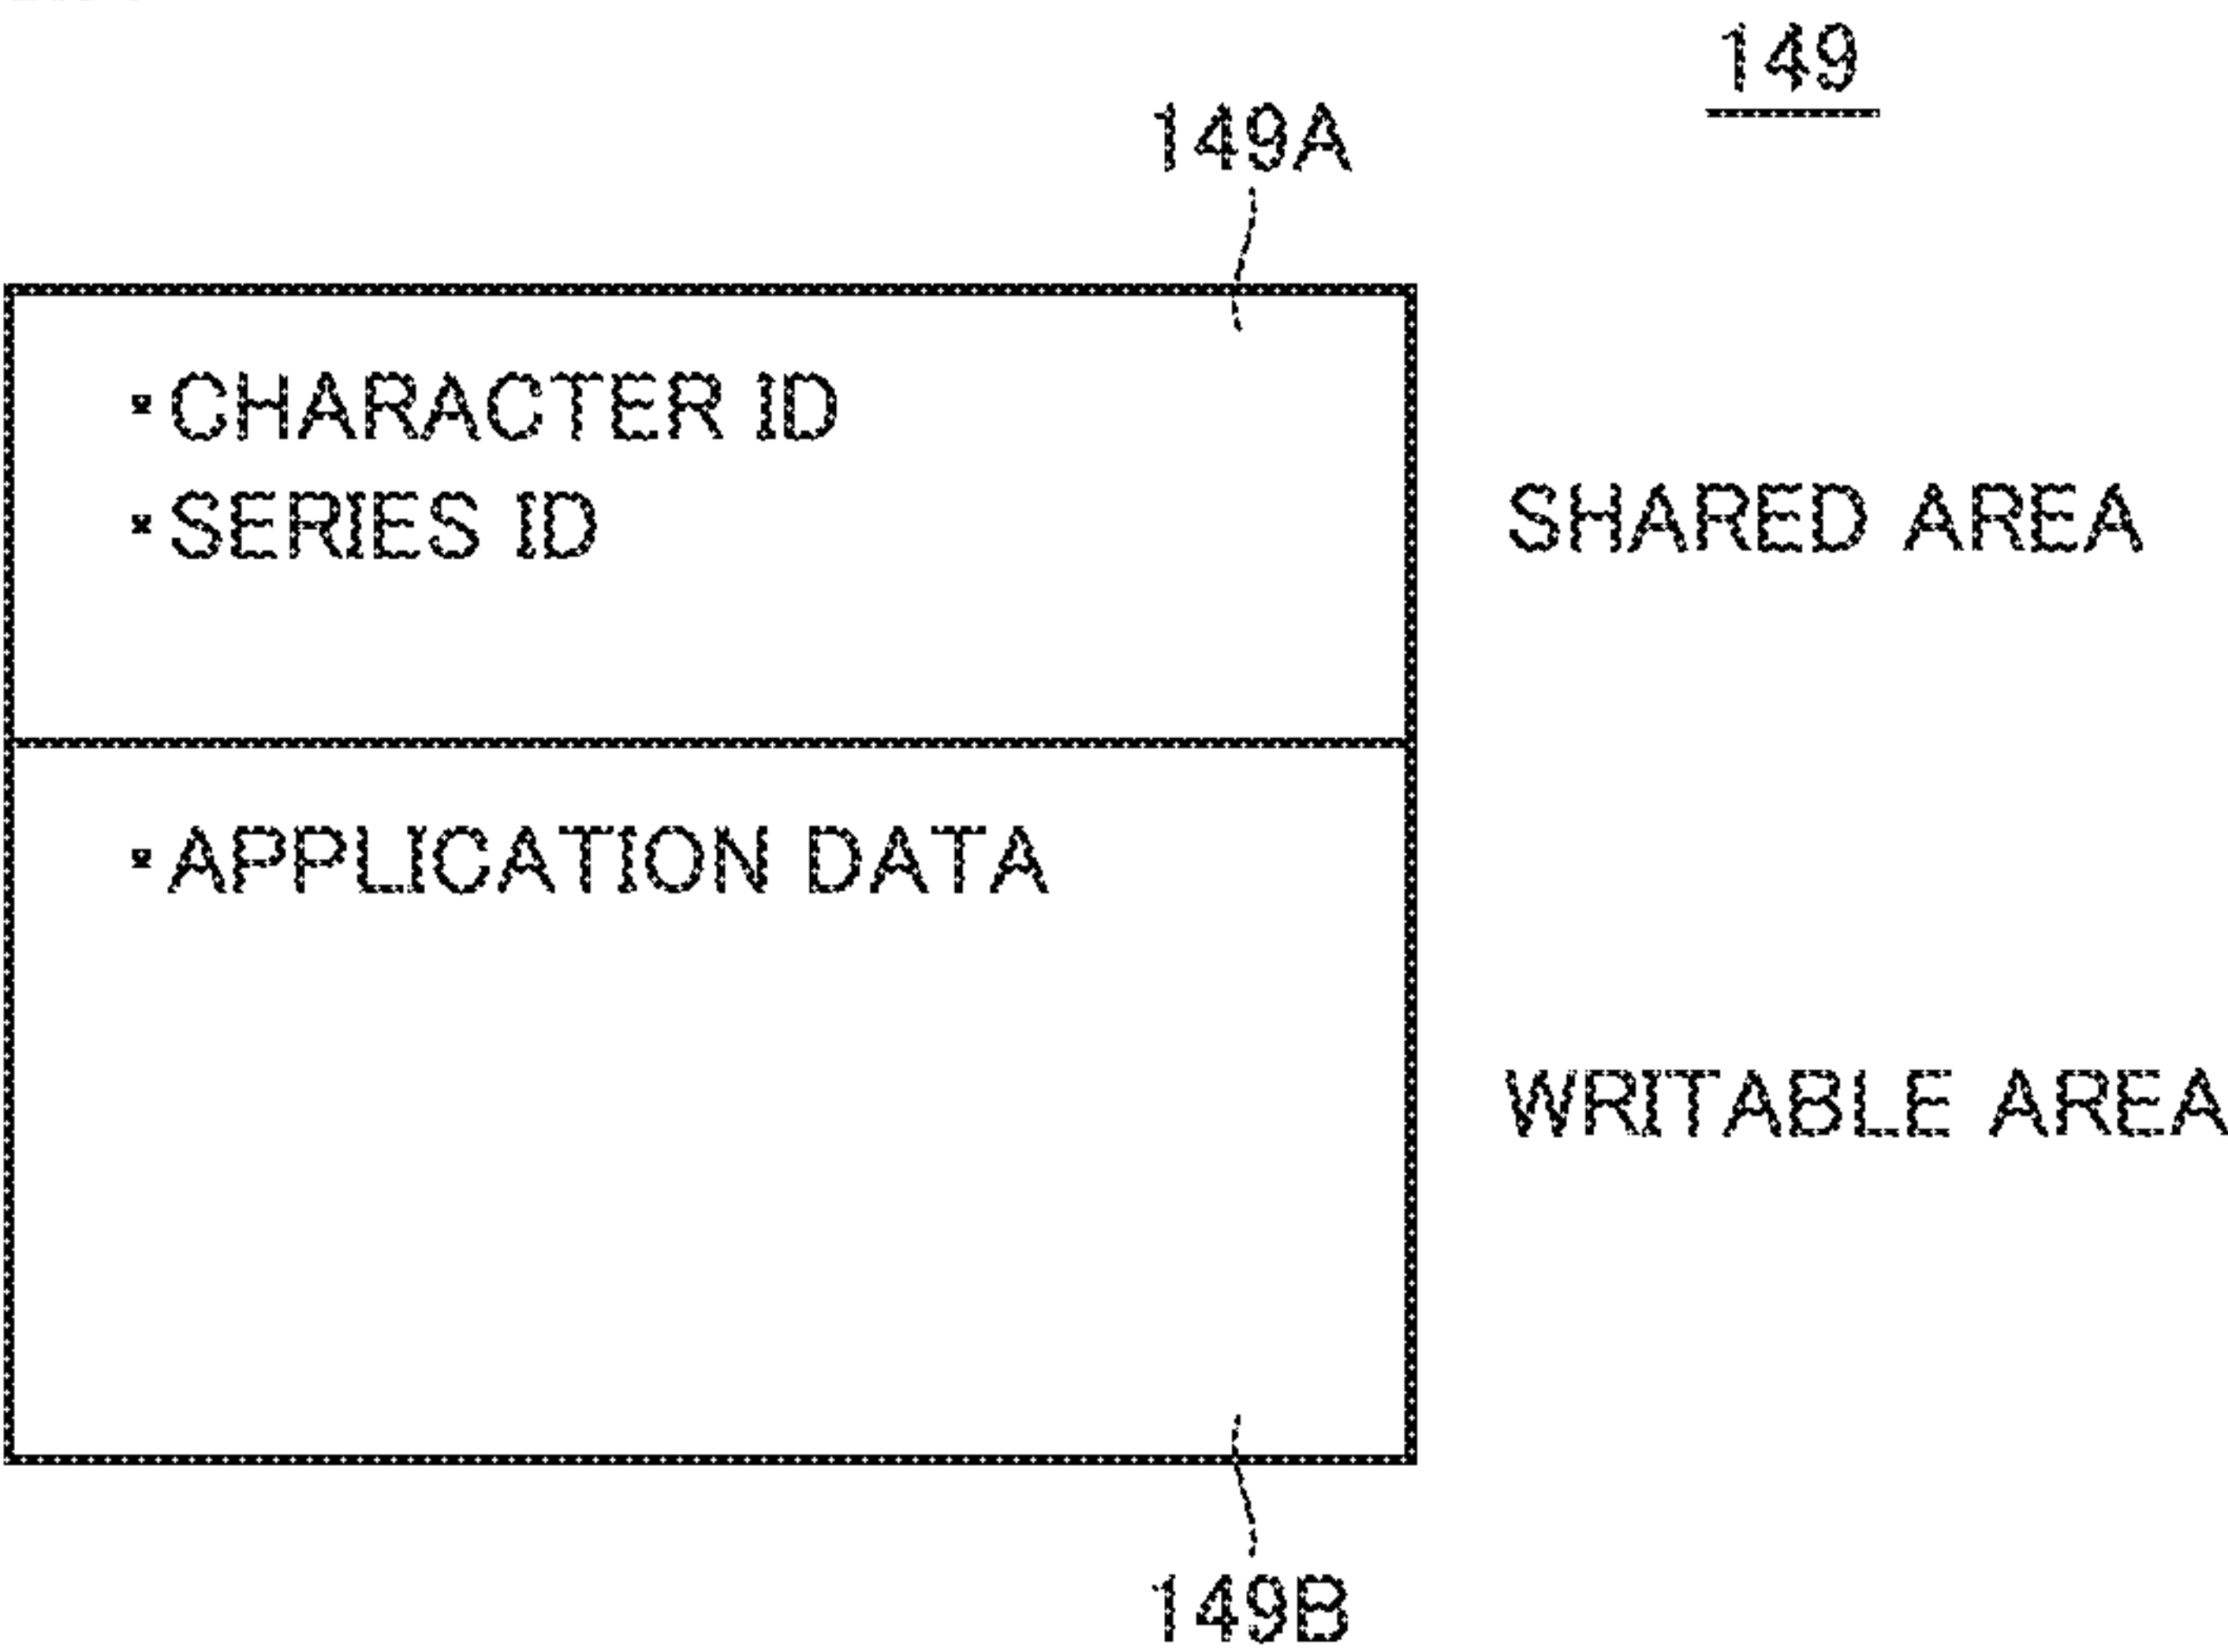 149
149A
・CHARACTER ID
・SERIES ID
SHARED AREA
・APPLICATION DATA
WRITABLE AREA
149B